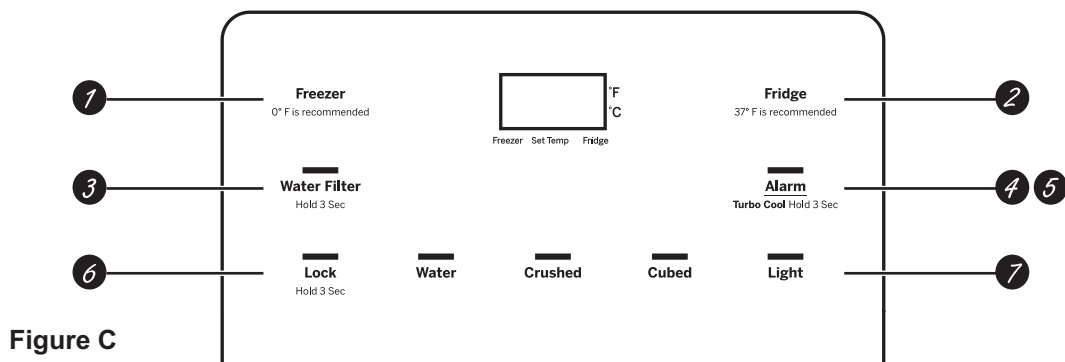 1
Freezer
0° F is recommended
°F
°C
Freezer Set Temp Fridge
Fridge
37° F is recommended
2
3
Water Filter
Hold 3 Sec
Alarm
Turbo Cool Hold 3 Sec
4 5
6
Lock
Hold 3 Sec
Water
Crushed
Cubed
Light
7
Figure C